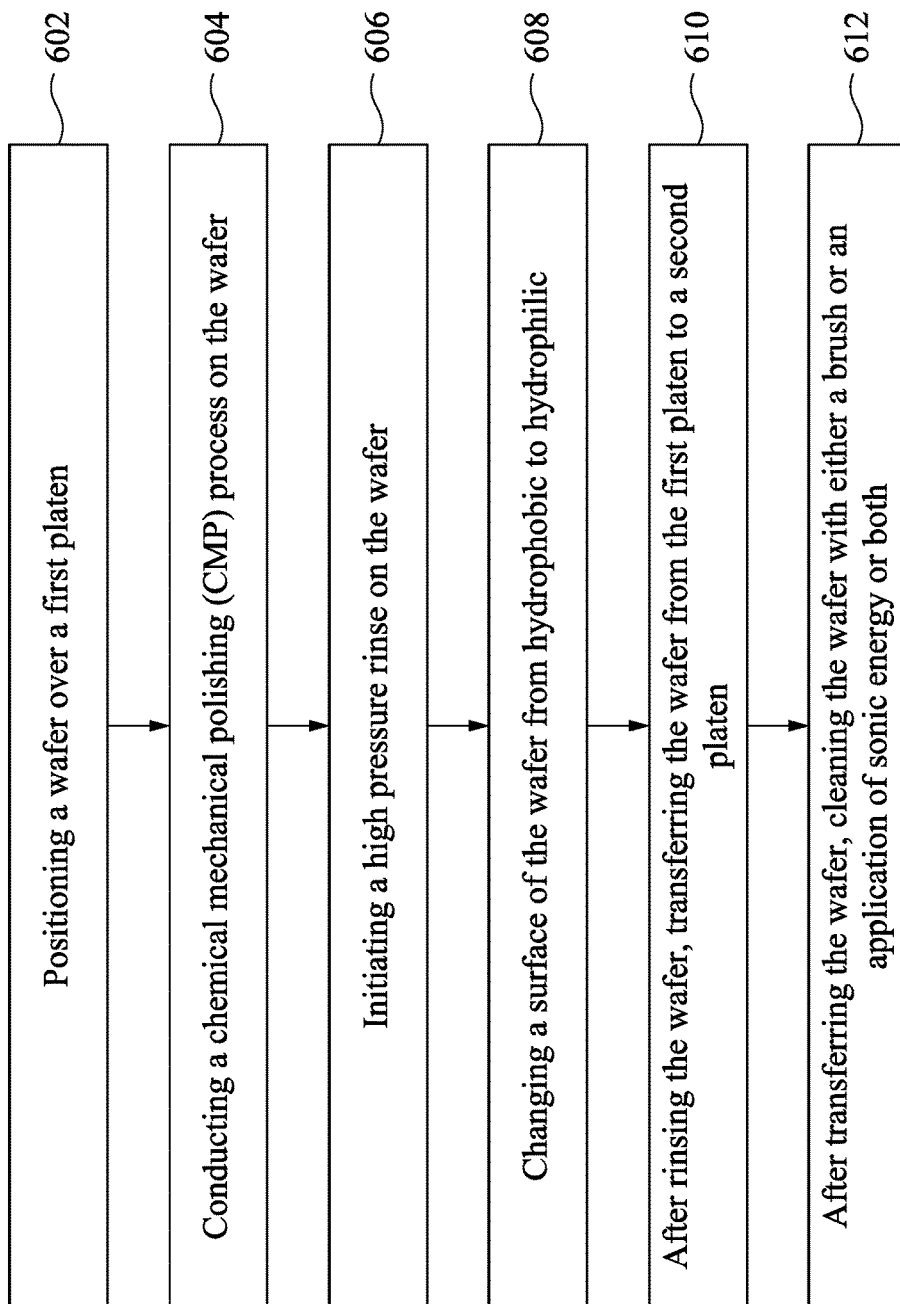 Positioning a wafer over a first platen
602
Conducting a chemical mechanical polishing (CMP) process on the wafer
604
Initiating a high pressure rinse on the wafer
606
Changing a surface of the wafer from hydrophobic to hydrophilic
608
After rinsing the wafer, transferring the wafer from the first platen to a second
platen
610
After transferring the wafer, cleaning the wafer with either a brush or an
application of sonic energy or both
612